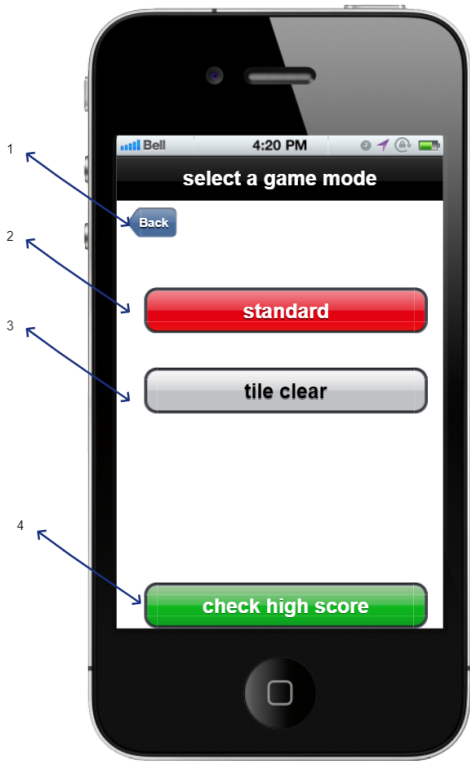 Bell 4:20 PM
select a game mode
1
Back
2
standard
3
tile clear
4
check high score